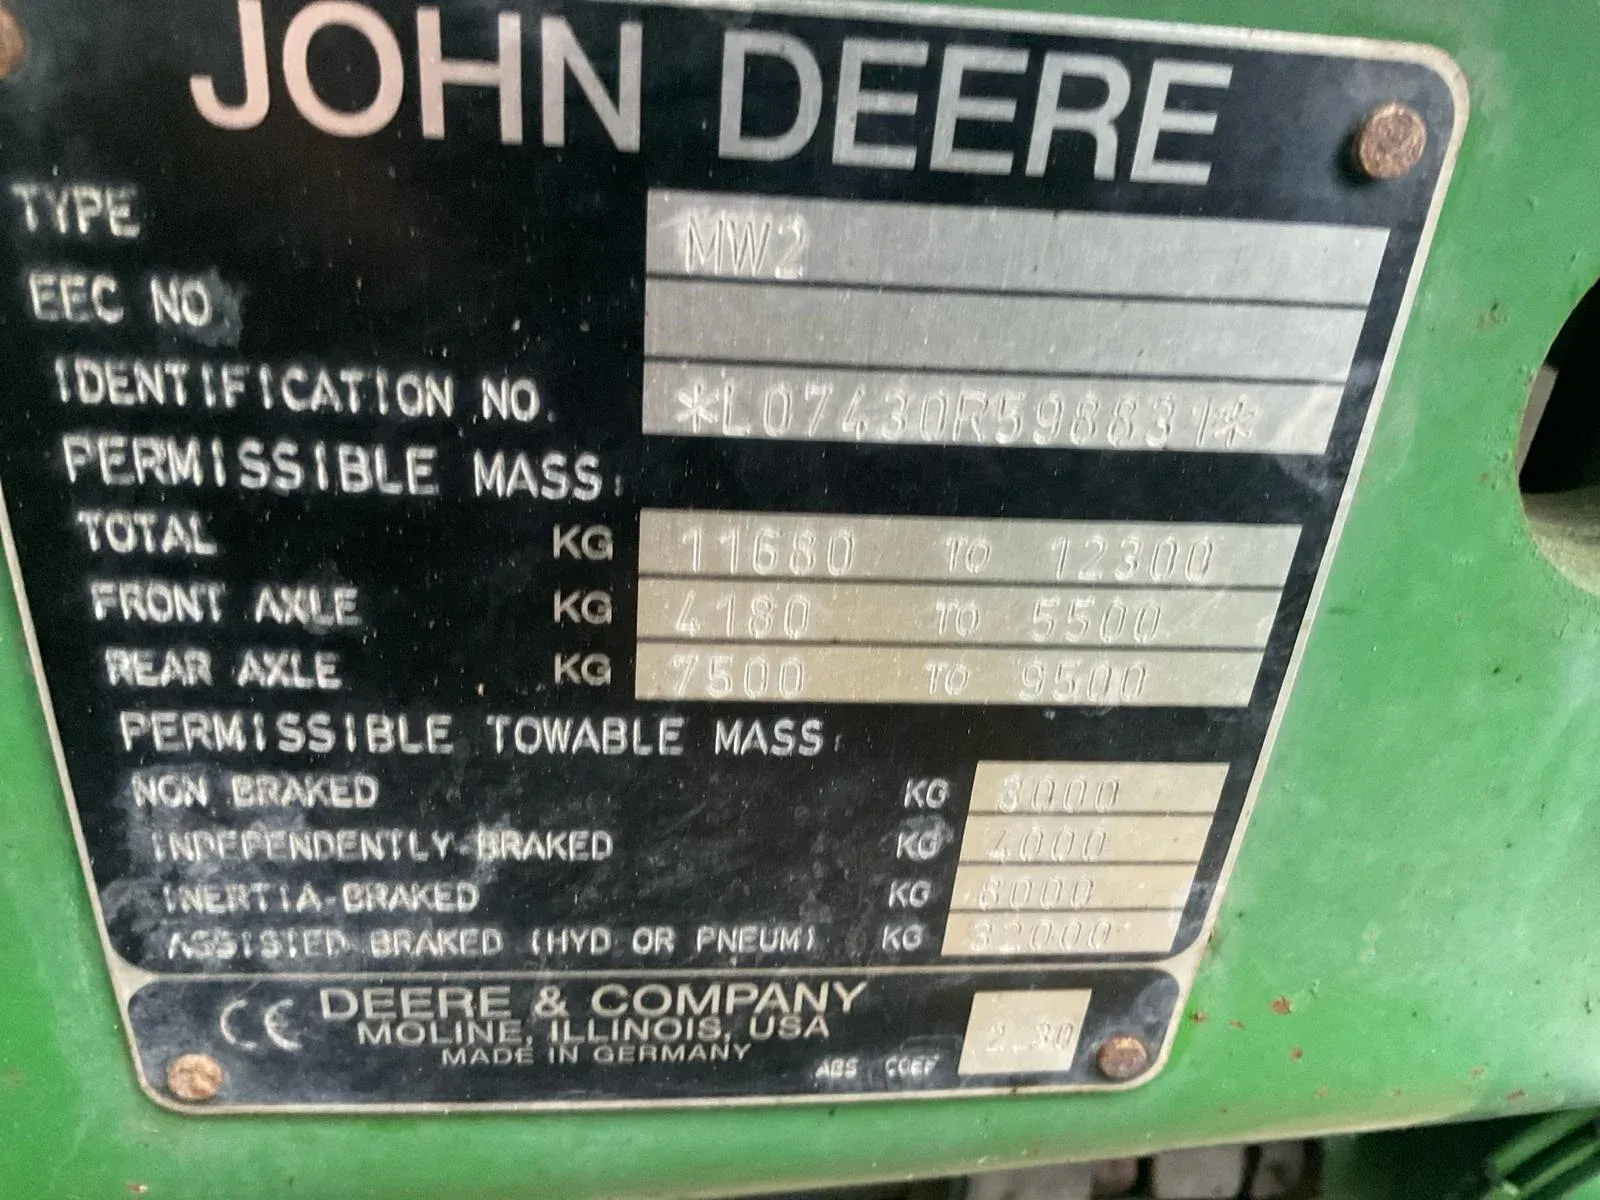 JOHN DEERE
TYPE MW2
EEC NO
IDENTIFICATION NO. *L07430R598831*
PERMISSIBLE MASS:
TOTAL KG 11680 TO 12300
FRONT AXLE KG 4180 TO 5500
REAR AXLE KG 7500 TO 9500
PERMISSIBLE TOWABLE MASS:
NON BRAKED KG 3000
INDEPENDENTLY-BRAKED KG 4000
INERTIA-BRAKED KG 8000
ASSISTED BRAKED (HYD OR PNEUM) KG 32000
CE DEERE & COMPANY
MOLINE, ILLINOIS, USA
MADE IN GERMANY
ABS COEF 2.30